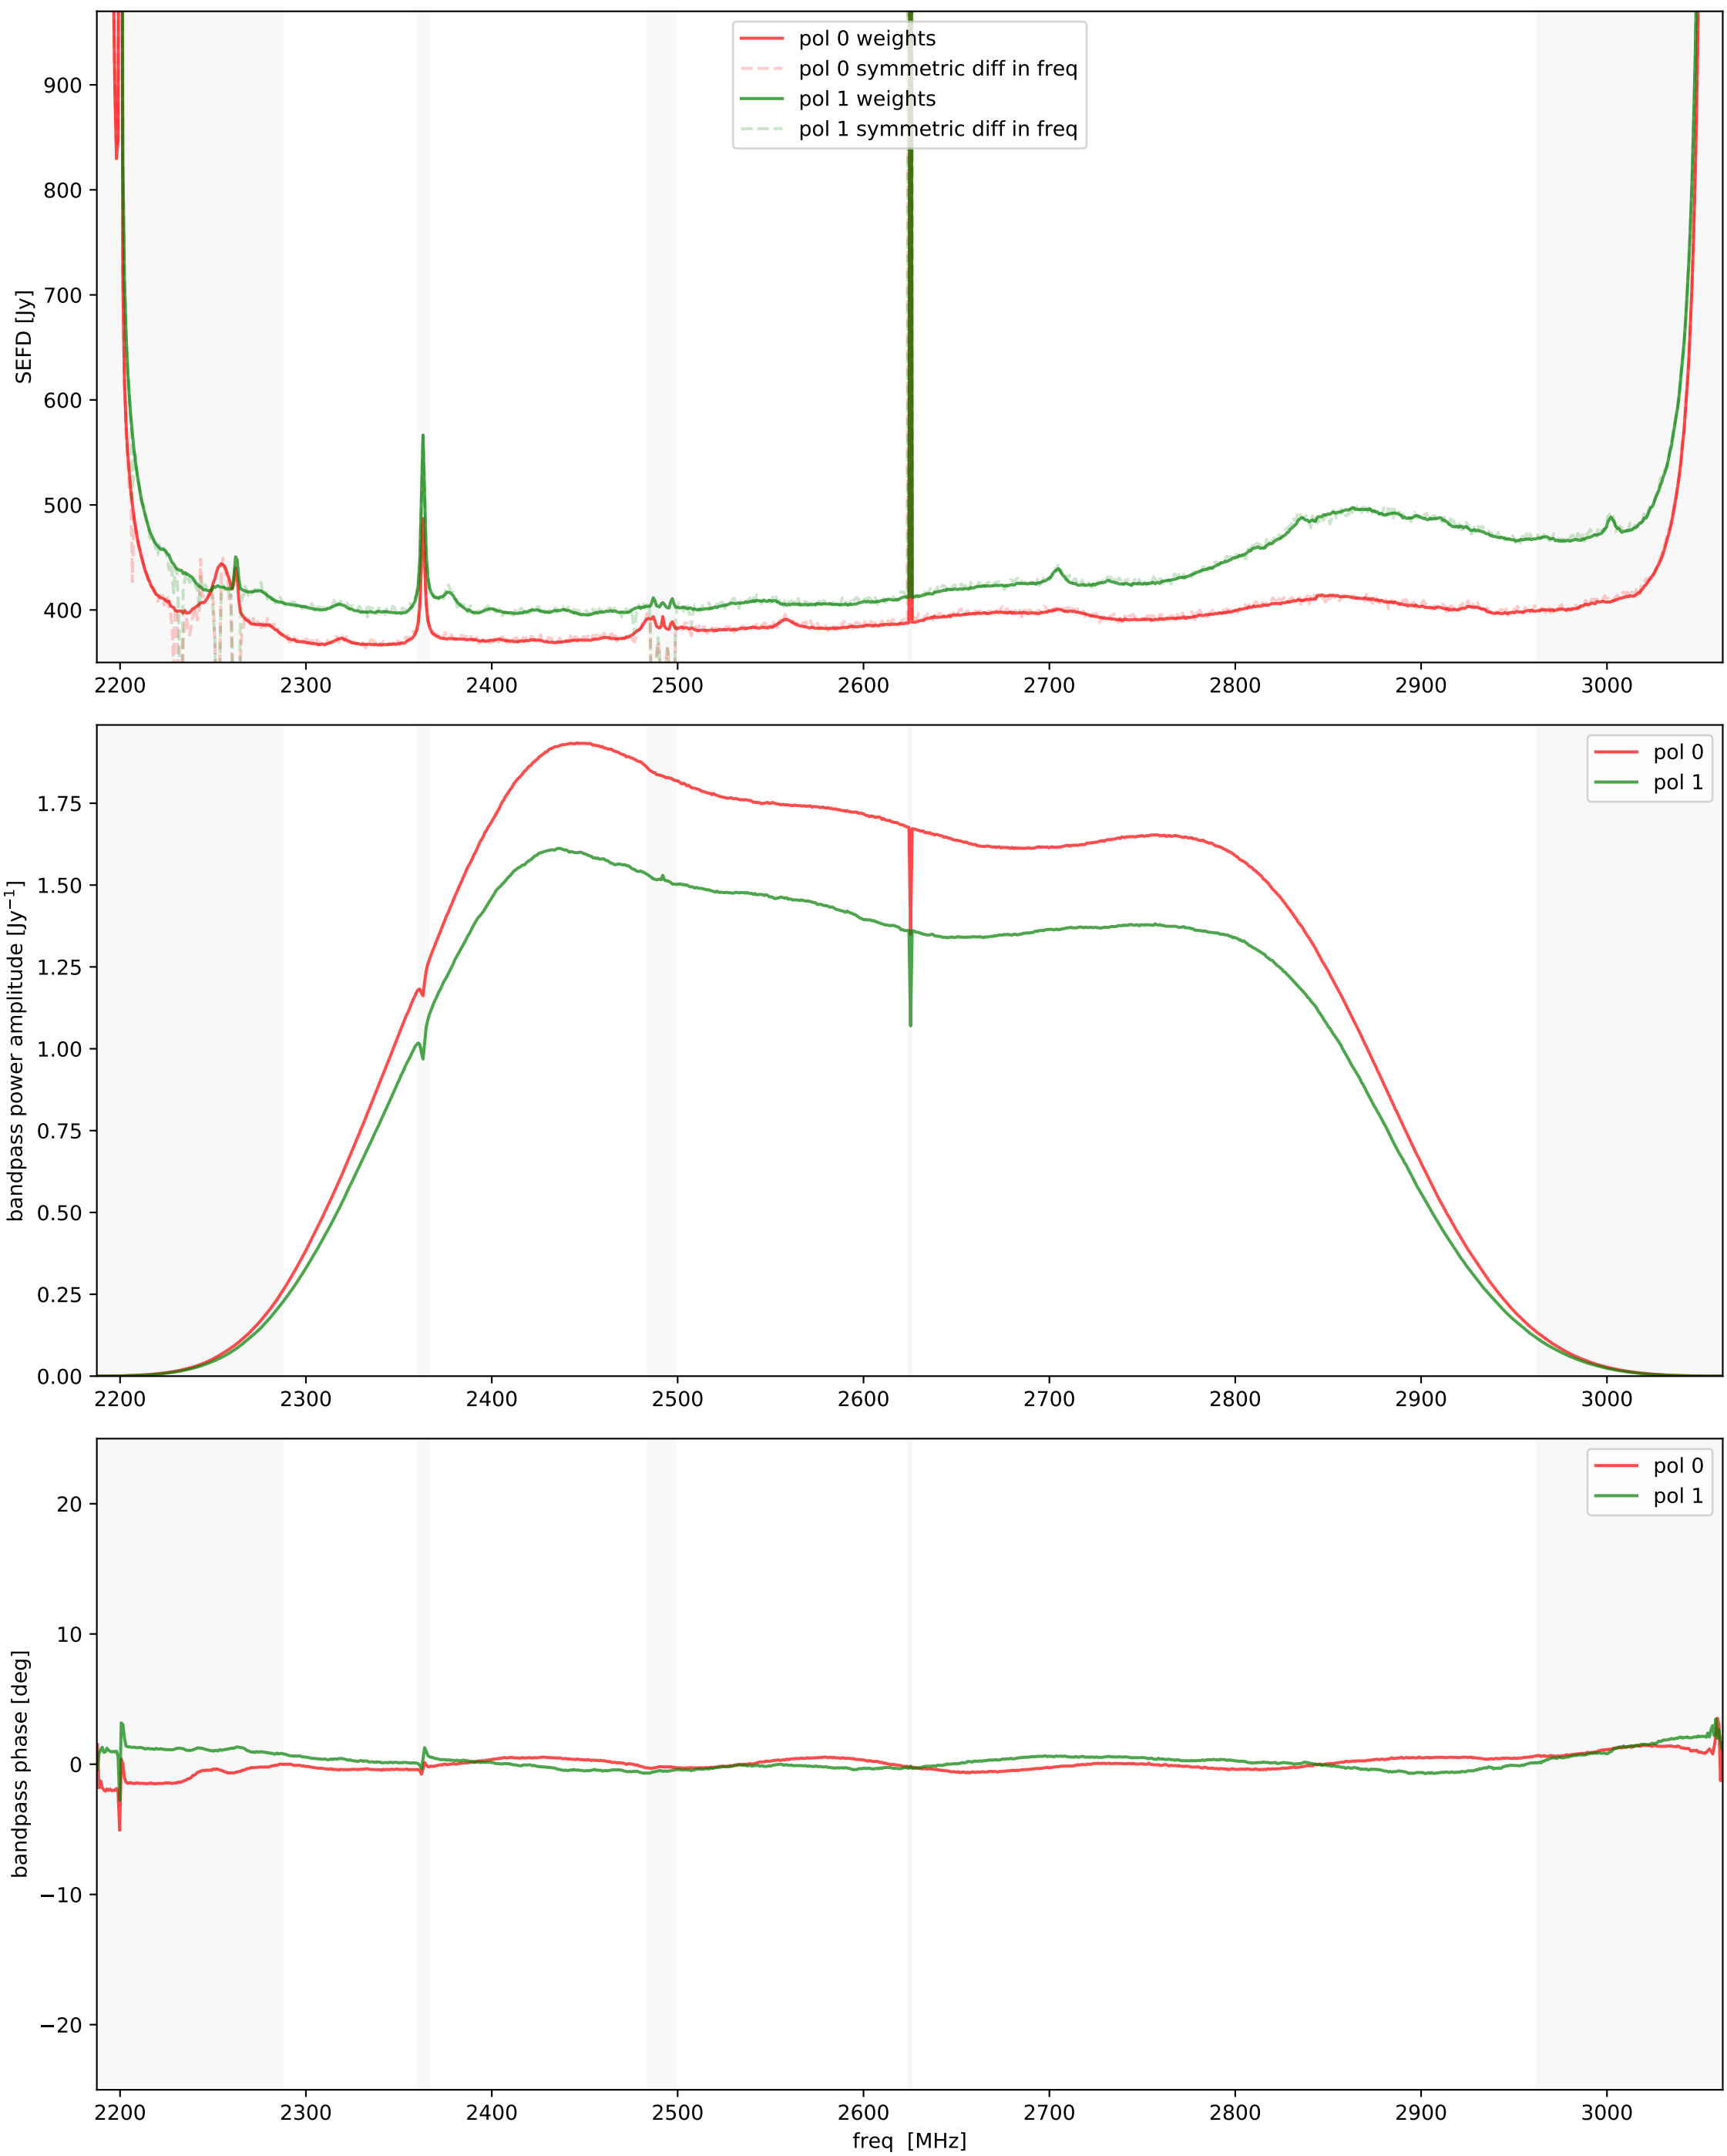 900
800
700
600
500
400
SEFD [Jy]
pol 0 weights
pol 0 symmetric diff in freq
pol 1 weights
pol 1 symmetric diff in freq
2200 2300 2400 2500 2600 2700 2800 2900 3000
1.75
1.50
1.25
1.00
0.75
0.50
0.25
0.00
bandpass power amplitude [Jy⁻¹]
pol 0
pol 1
2200 2300 2400 2500 2600 2700 2800 2900 3000
20
10
0
−10
−20
bandpass phase [deg]
pol 0
pol 1
2200 2300 2400 2500 2600 2700 2800 2900 3000
freq [MHz]